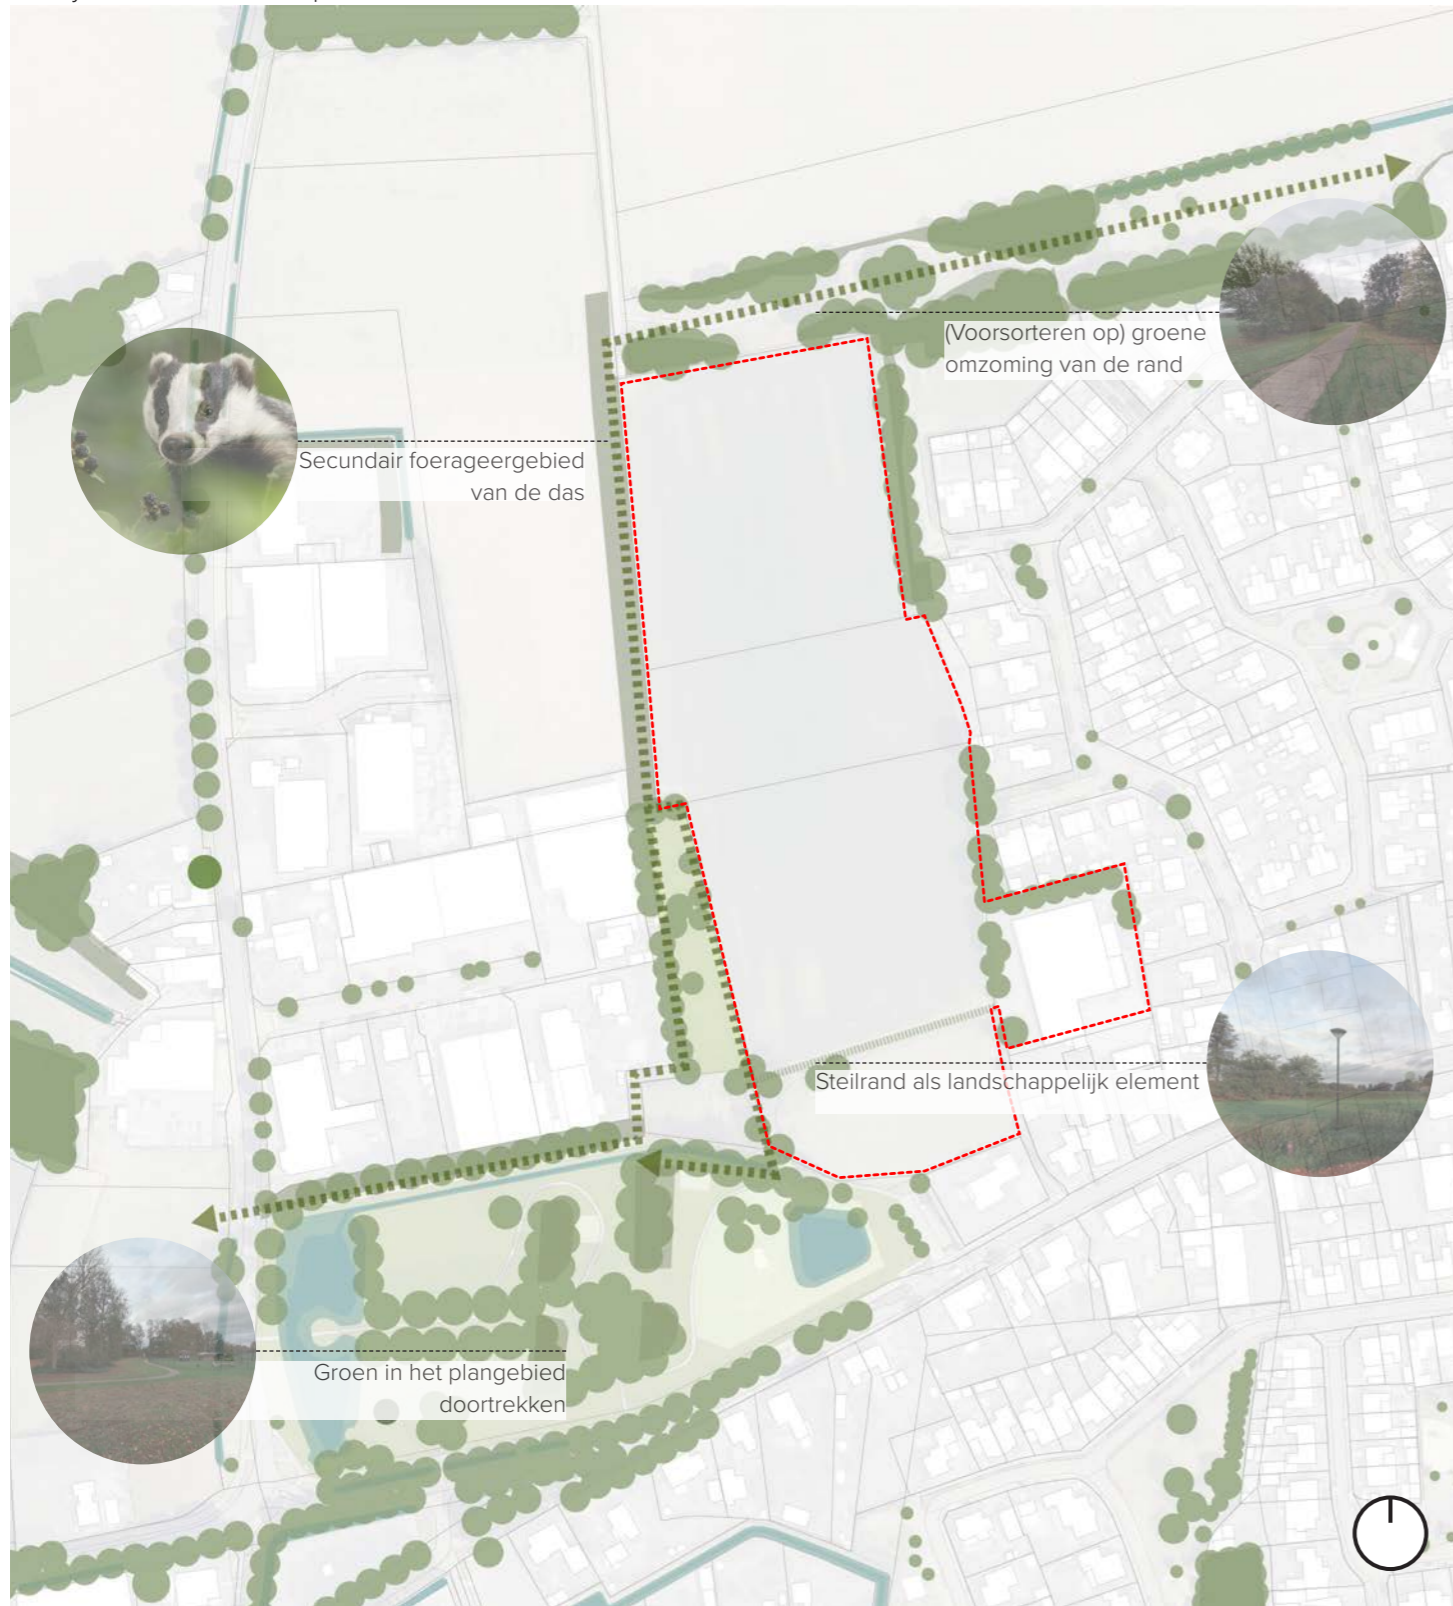 (Voorsorteren op) groene
omzoming van de rand
Secundair foerageergebied
van de das
Steilrand als landschappelijk element
Groen in het plangebied
doortrekken